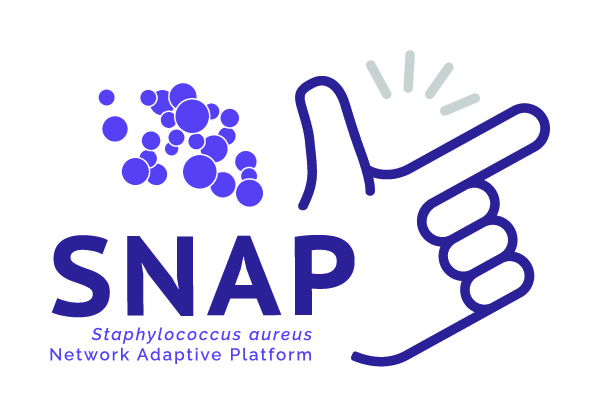 SNAP
Staphylococcus aureus
Network Adaptive Platform